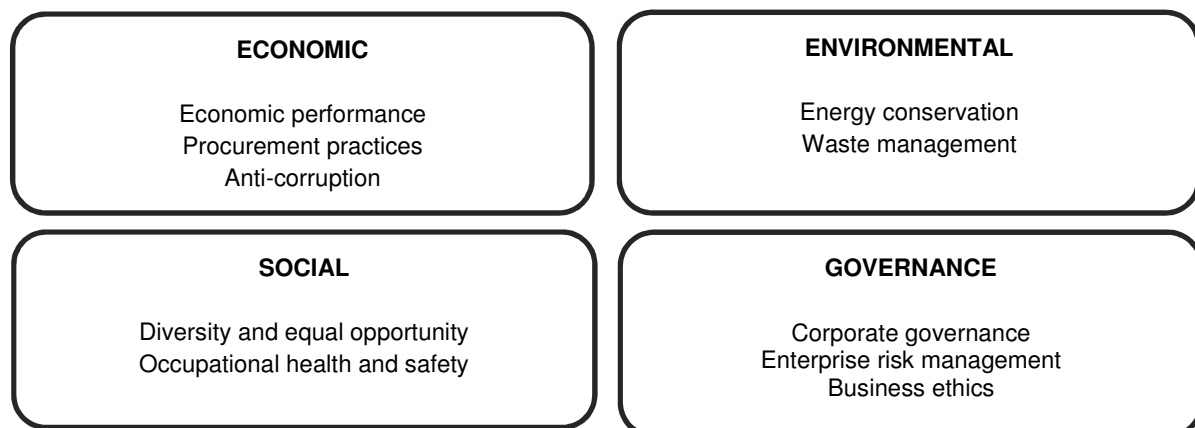 ECONOMIC
Economic performance
Procurement practices
Anti-corruption
ENVIRONMENTAL
Energy conservation
Waste management
SOCIAL
Diversity and equal opportunity
Occupational health and safety
GOVERNANCE
Corporate governance
Enterprise risk management
Business ethics